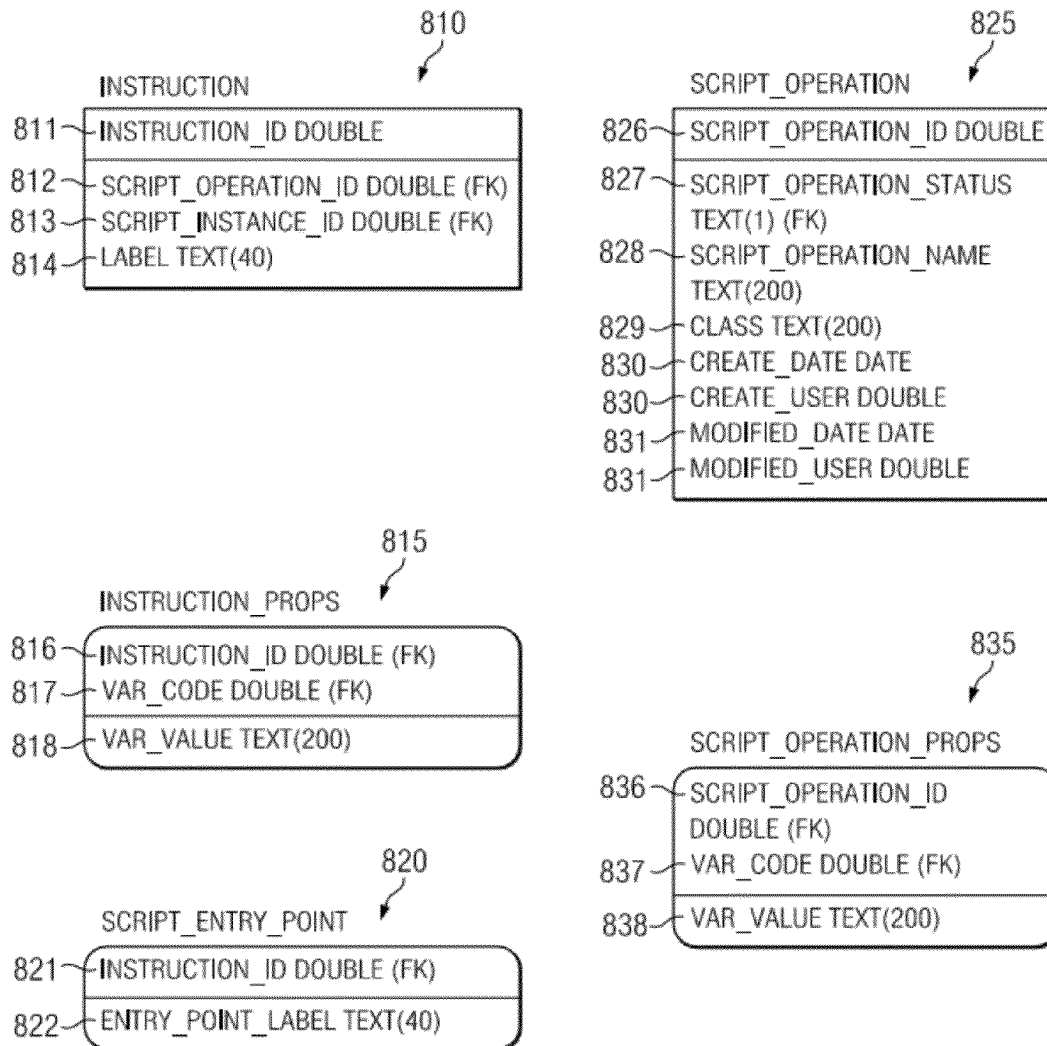 810
INSTRUCTION
811 INSTRUCTION_ID DOUBLE
812 SCRIPT_OPERATION_ID DOUBLE (FK)
813 SCRIPT_INSTANCE_ID DOUBLE (FK)
814 LABEL TEXT(40)
825
SCRIPT_OPERATION
826 SCRIPT_OPERATION_ID DOUBLE
827 SCRIPT_OPERATION_STATUS
TEXT(1) (FK)
828 SCRIPT_OPERATION_NAME
TEXT(200)
829 CLASS TEXT(200)
830 CREATE_DATE DATE
830 CREATE_USER DOUBLE
831 MODIFIED_DATE DATE
831 MODIFIED_USER DOUBLE
815
INSTRUCTION_PROPS
816 INSTRUCTION_ID DOUBLE (FK)
817 VAR_CODE DOUBLE (FK)
818 VAR_VALUE TEXT(200)
835
SCRIPT_OPERATION_PROPS
836 SCRIPT_OPERATION_ID
DOUBLE (FK)
837 VAR_CODE DOUBLE (FK)
838 VAR_VALUE TEXT(200)
820
SCRIPT_ENTRY_POINT
821 INSTRUCTION_ID DOUBLE (FK)
822 ENTRY_POINT_LABEL TEXT(40)